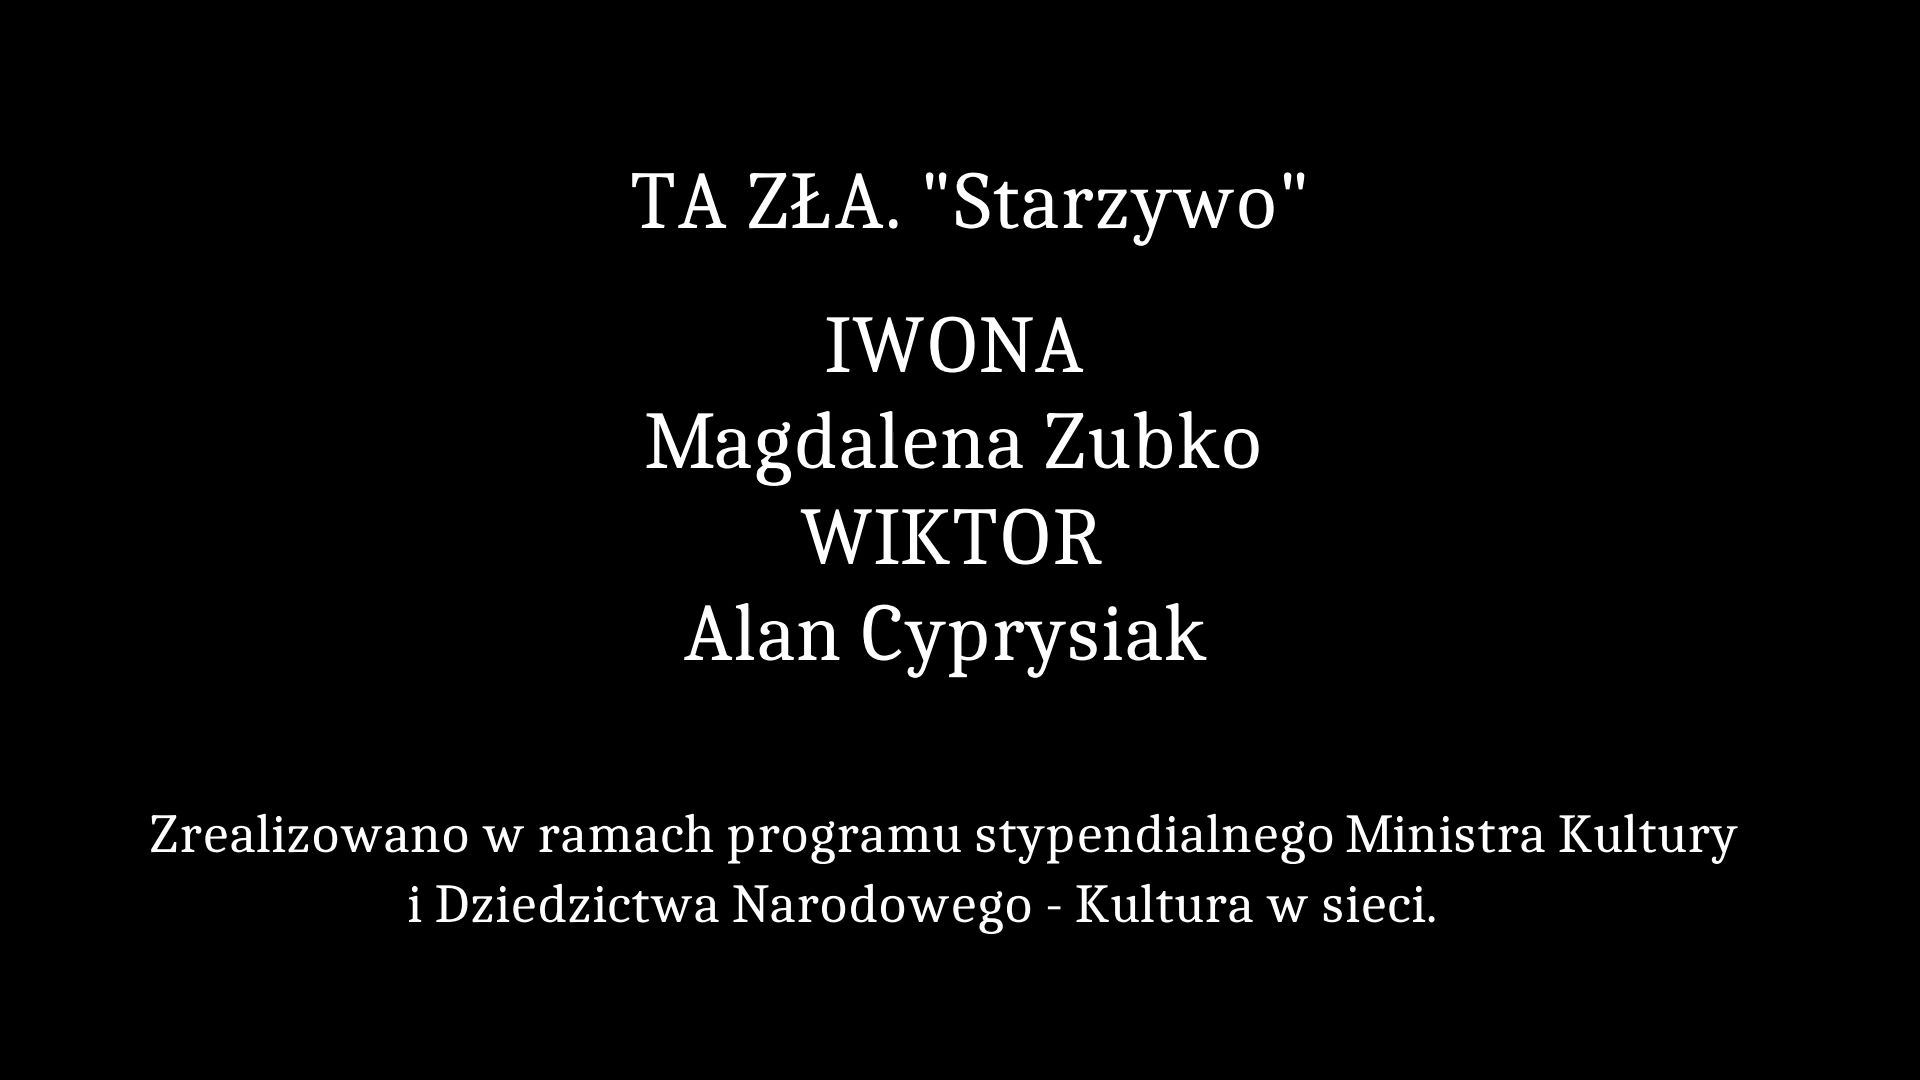 TA ZŁA. "Starzywo"
IWONA
Magdalena Zubko
WIKTOR
Alan Cyprysiak
Zrealizowano w ramach programu stypendialnego Ministra Kultury
i Dziedzictwa Narodowego - Kultura w sieci.